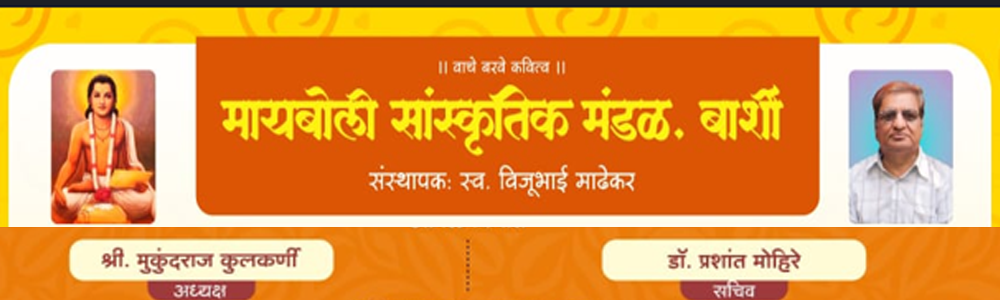 || वाचे बरवे कवित्व ||
मायबोली सांस्कृतिक मंडळ. बार्शी
संस्थापक: स्व. विजूभाई माढेकर
श्री. मुकुंदराज कुलकर्णी
डॉ. प्रशांत मोहिरे
अध्यक्ष
सचिव